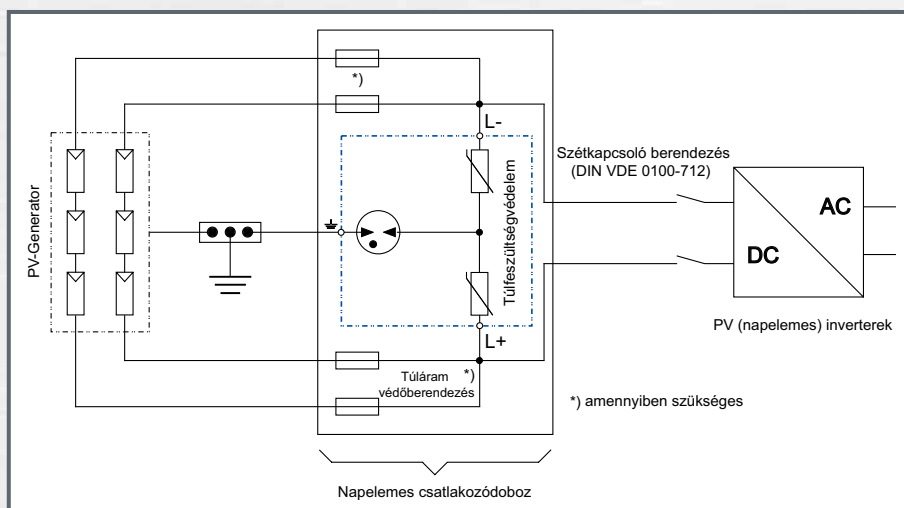 *)
L-
Szétkapcsoló berendezés
(DIN VDE 0100-712)
PV-Generator
Túlfeszültségvédelem
AC
DC
PV (napelemes) inverterek
L+
Túláram *)
védőberendezés
*) amennyiben szükséges
Napelemes csatlakozódoboz